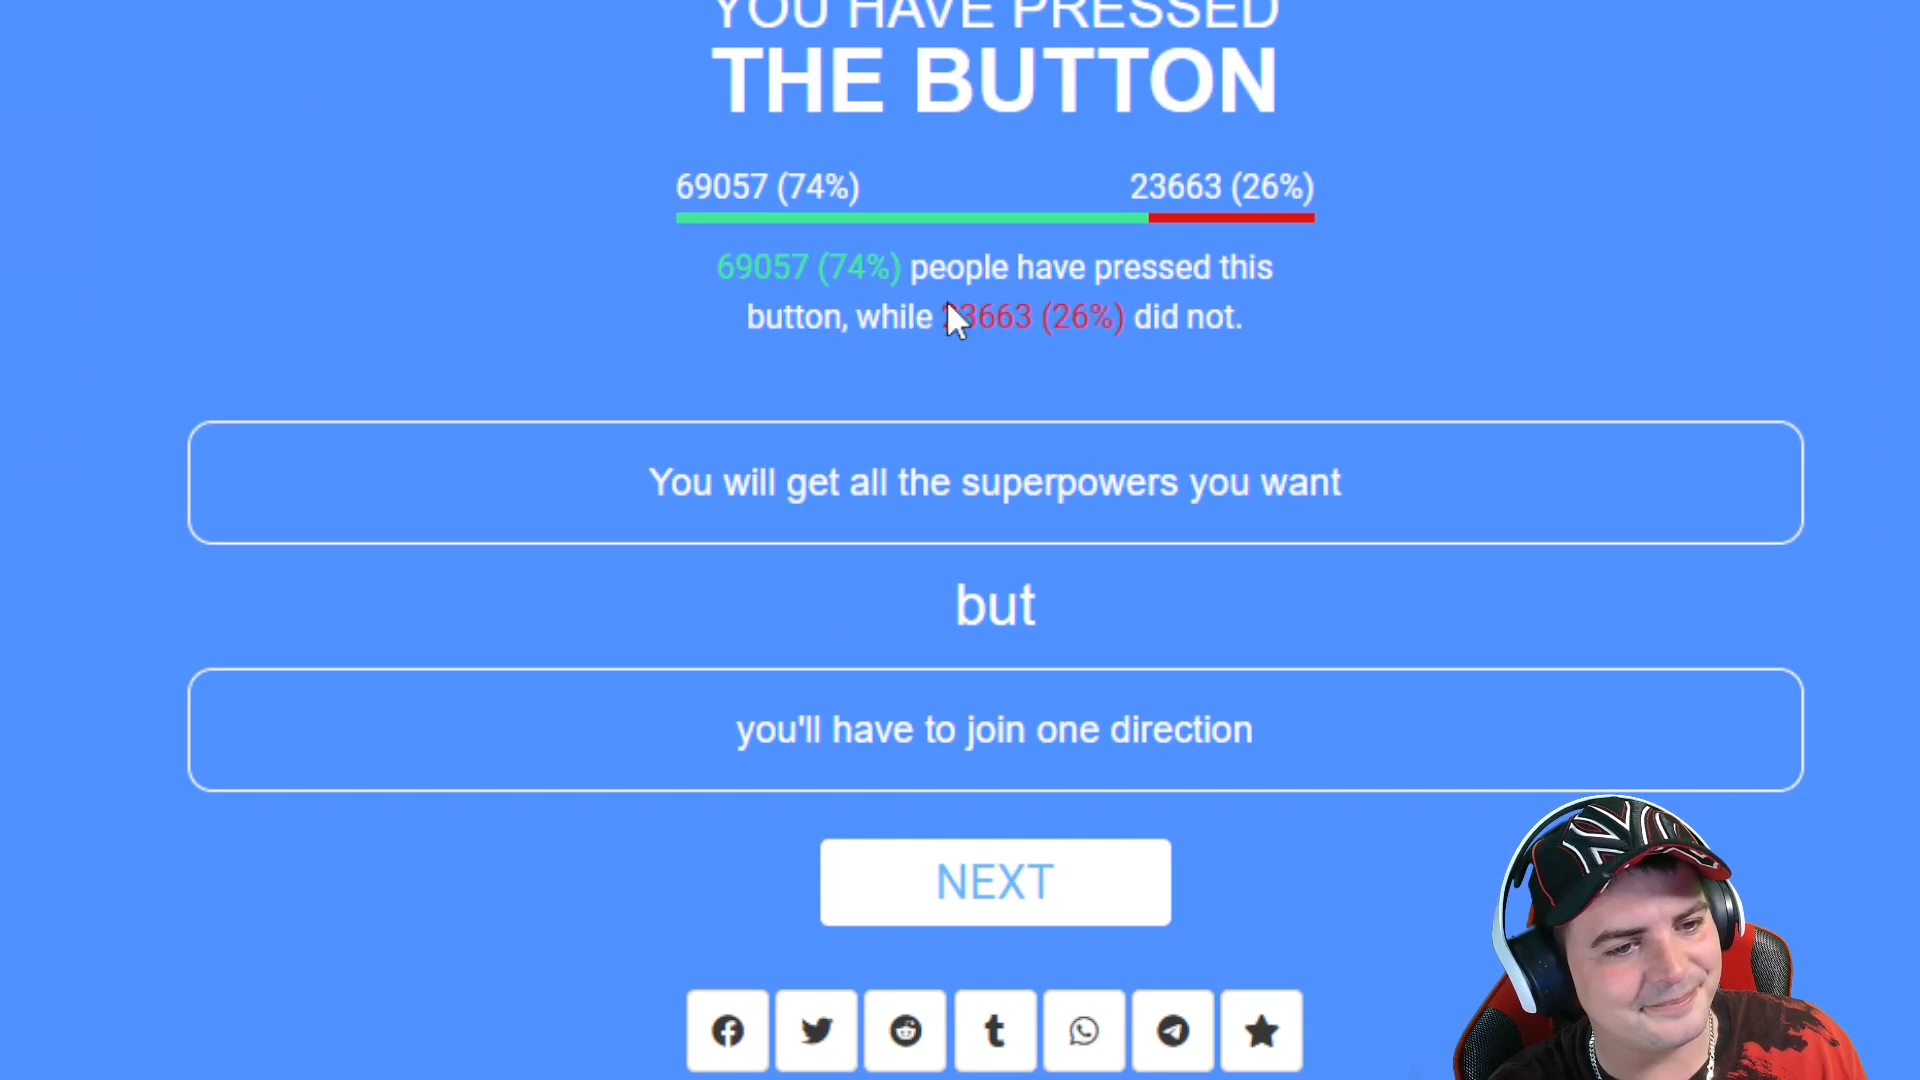 YOU HAVE PRESSED
THE BUTTON
69057 (74%) 23663 (26%)
69057 (74%) people have pressed this
button, while 23663 (26%) did not.
You will get all the superpowers you want
but
you'll have to join one direction
NEXT